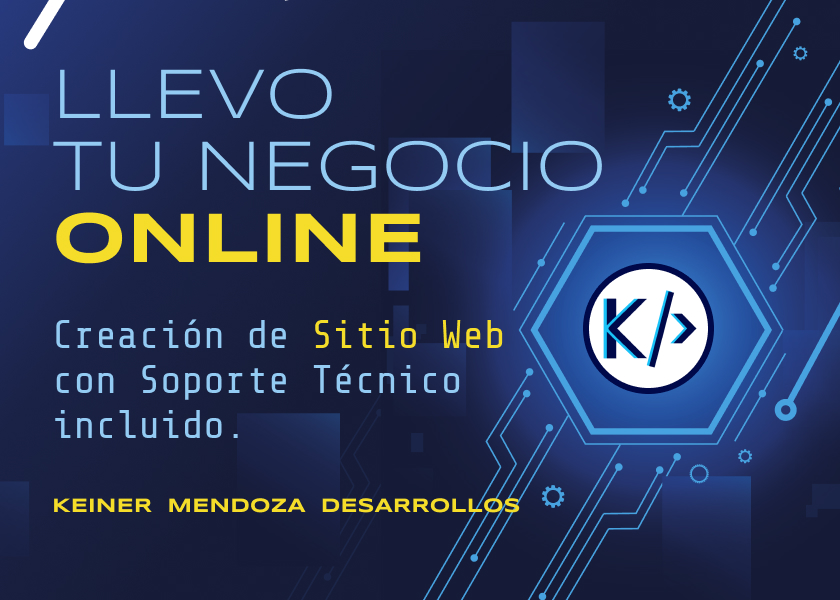 LLEVO
TU NEGOCIO
ONLINE
Creación de Sitio Web
con Soporte Técnico
incluido.
K/>
KEINER MENDOZA DESARROLLOS